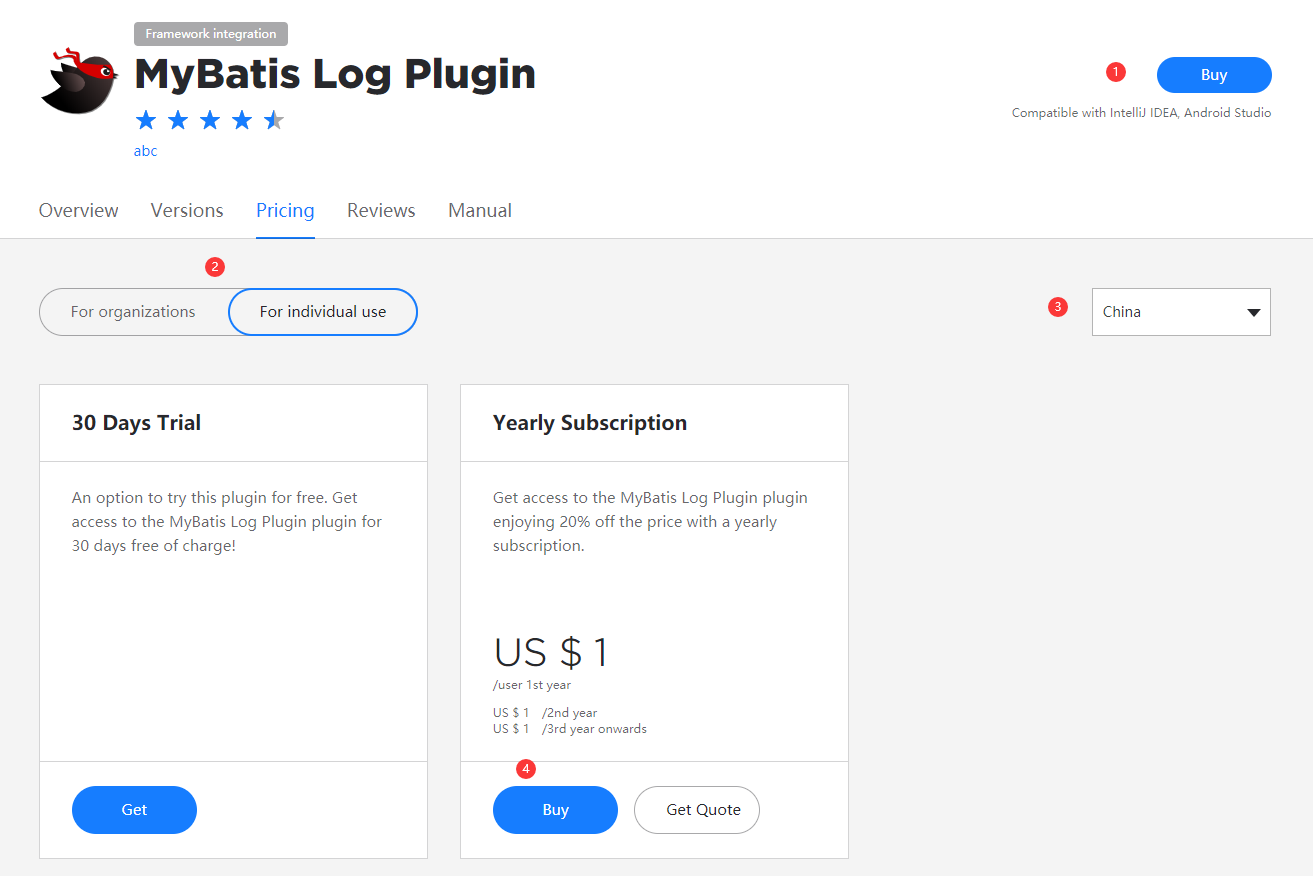 Framework integration
MyBatis Log Plugin
1
Buy
Compatible with IntelliJ IDEA, Android Studio
abc
Overview Versions Pricing Reviews Manual
2
For organizations For individual use
3
China
30 Days Trial
An option to try this plugin for free. Get
access to the MyBatis Log Plugin plugin for
30 days free of charge!
Get
Yearly Subscription
Get access to the MyBatis Log Plugin plugin
enjoying 20% off the price with a yearly
subscription.
US $ 1
/user 1st year
US $ 1 /2nd year
US $ 1 /3rd year onwards
4
Buy Get Quote